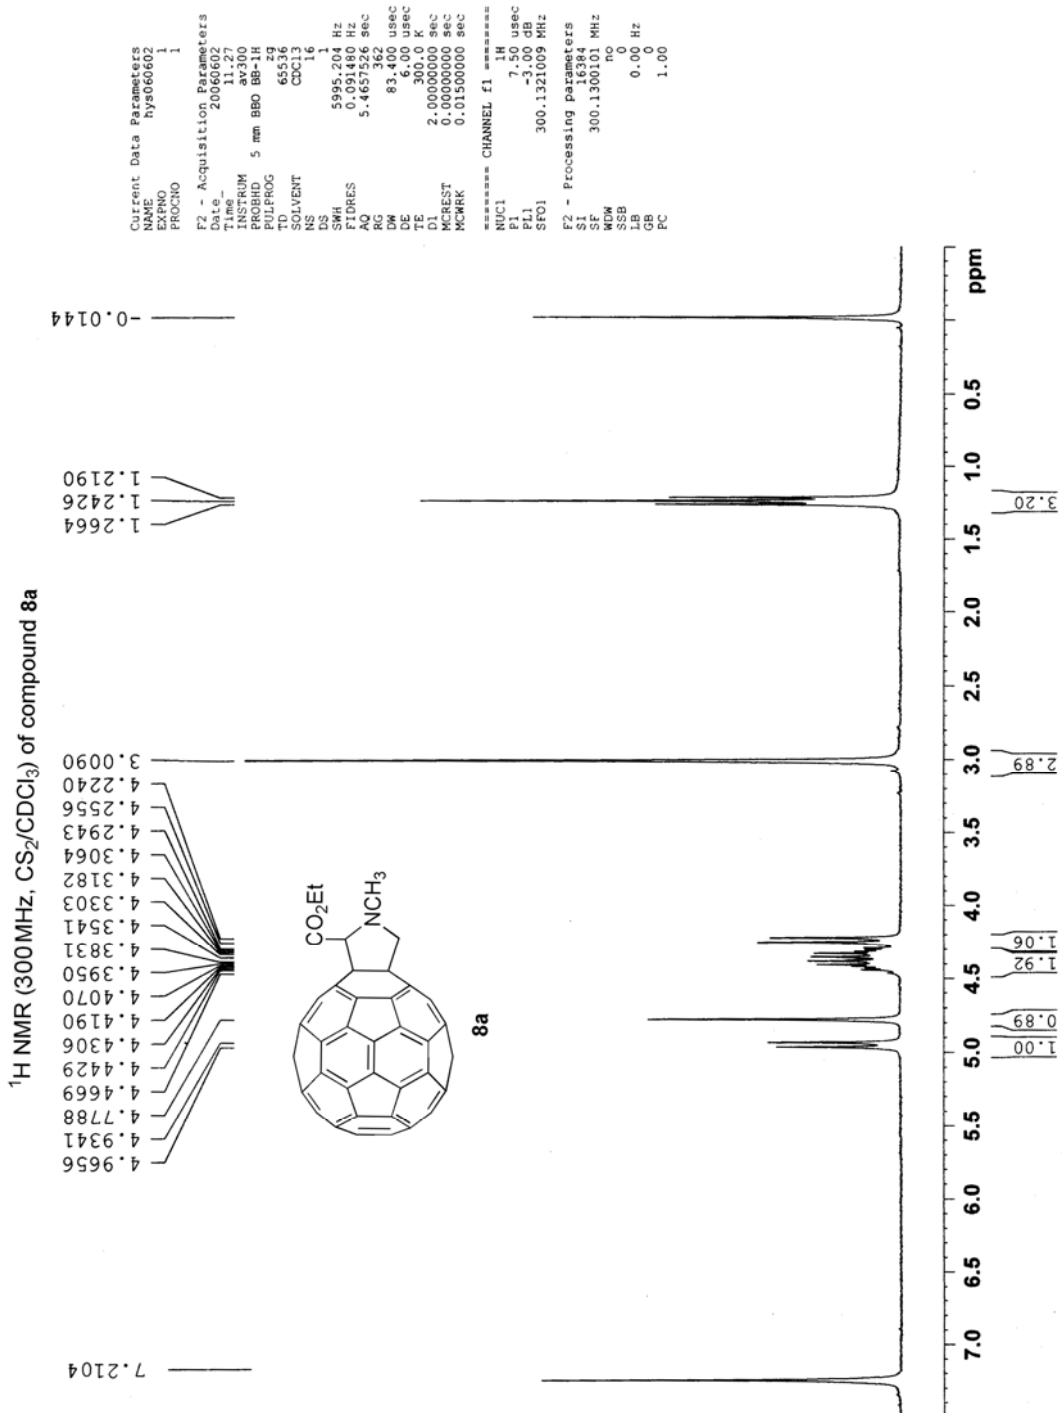 ¹H NMR (300MHz, CS₂/CDCl₃) of compound 8a
7.2104
4.9656
4.9341
4.7788
4.4669
4.4429
4.4306
4.4190
4.4070
4.3950
4.3831
4.3541
4.3303
4.3182
4.3064
4.2943
4.2556
4.2240
3.0090
1.2664
1.2426
1.2190
-0.0144
CO₂Et
NCH₃
8a
Current Data Parameters
NAME hys060602
EXPNO 1
PROCNO 1
F2 - Acquisition Parameters
Date_ 20060602
Time 11.27
INSTRUM av300
PROBHD 5 mm BBO BB-1H
PULPROG zg
TD 65536
SOLVENT CDCl3
NS 16
DS 1
SWH 5995.204 Hz
FIDRES 0.091480 Hz
AQ 5.4657526 sec
RG 362
DW 83.400 usec
DE 6.00 usec
TE 300.0 K
D1 2.00000000 sec
MCREST 0.00000000 sec
MCWRK 0.01500000 sec
======== CHANNEL f1 ========
NUC1 1H
P1 7.50 usec
PL1 -3.00 dB
SFO1 300.1321009 MHz
F2 - Processing parameters
SI 16384
SF 300.1300101 MHz
WDW no
SSB 0
LB 0.00 Hz
GB 0
PC 1.00
7.0 6.5 6.0 5.5 5.0 4.5 4.0 3.5 3.0 2.5 2.0 1.5 1.0 0.5 ppm
1.00 0.89 1.92 1.06 2.89 3.20